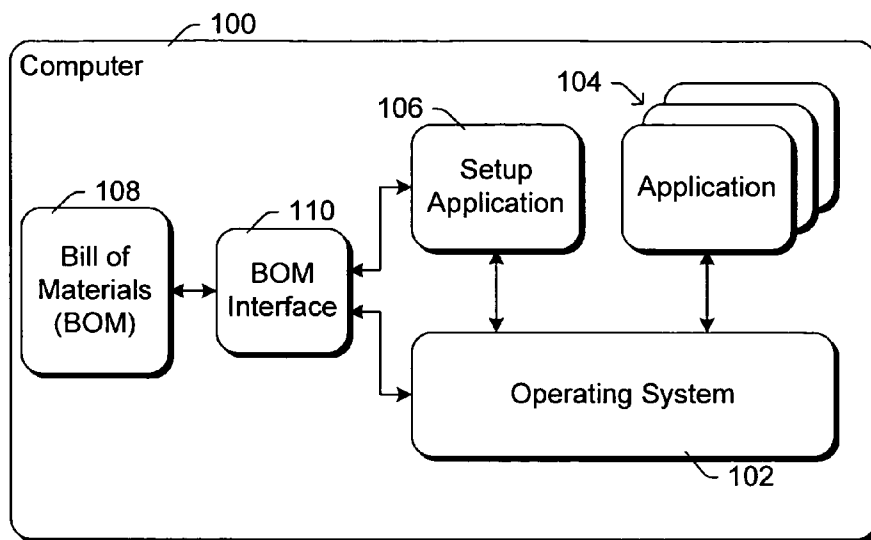 100
Computer
104
106
Setup
Application
Application
108
110
Bill of
Materials
(BOM)
BOM
Interface
Operating System
102